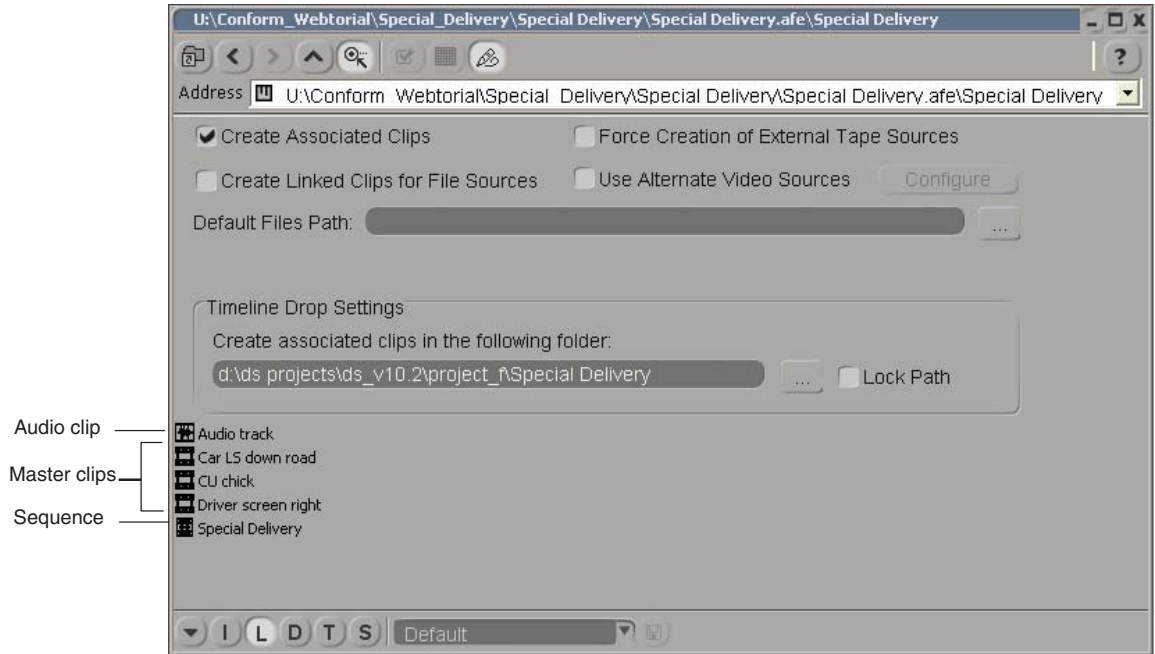 U:\Conform_Webtorial\Special_Delivery\Special Delivery\Special Delivery.afe\Special Delivery
?
Address U:\Conform Webtorial\Special Delivery\Special Delivery\Special Delivery.afe\Special Delivery
Create Associated Clips Force Creation of External Tape Sources
Create Linked Clips for File Sources Use Alternate Video Sources Configure
Default Files Path: ...
Timeline Drop Settings
Create associated clips in the following folder:
d:\ds projects\ds_v10.2\project_f\Special Delivery ... Lock Path
Audio clip Audio track
Car LS down road
Master clips CU chick
Driver screen right
Sequence Special Delivery
I L D T S Default